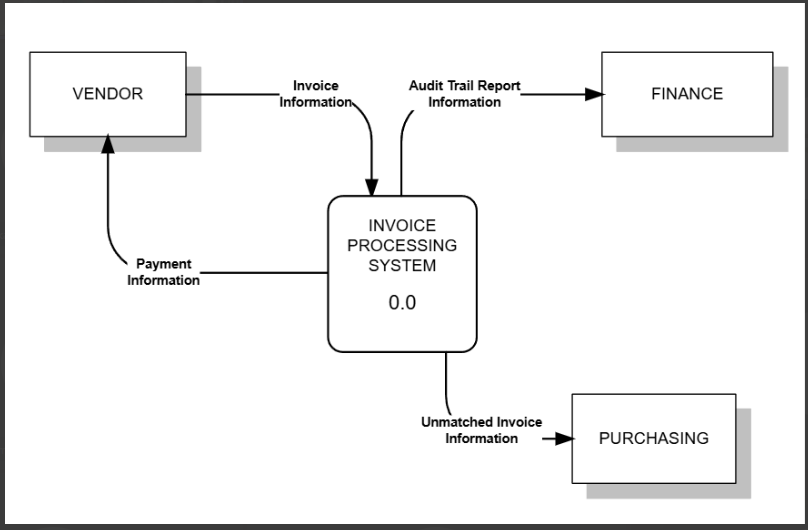 VENDOR
Invoice
Information
Audit Trail Report
Information
FINANCE
INVOICE
PROCESSING
SYSTEM
0.0
Payment
Information
Unmatched Invoice
Information
PURCHASING